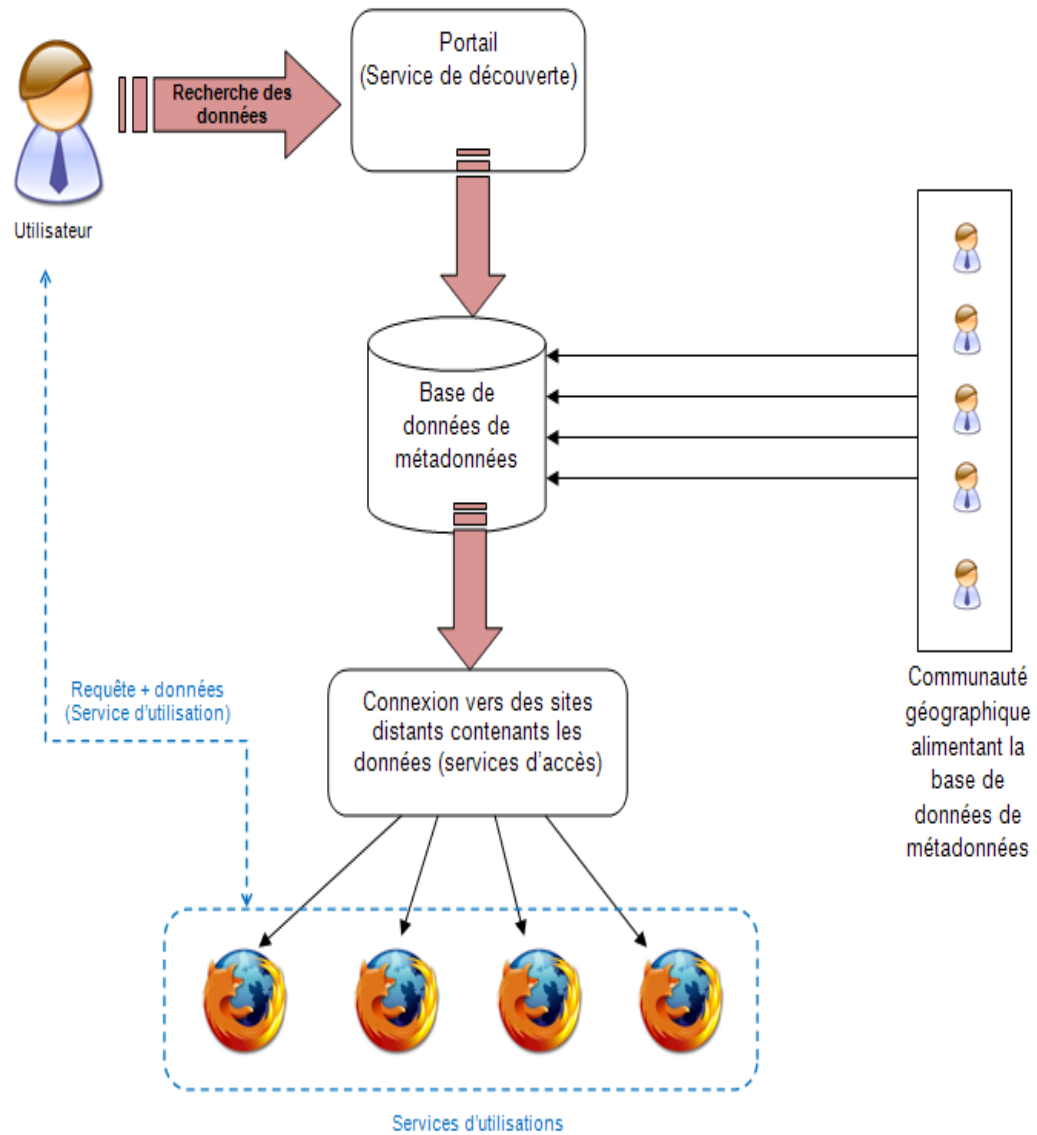 Portail
(Service de découverte)
Recherche des
données
Utilisateur
Base de
données de
métadonnées
Requête + données
(Service d'utilisation)
Connexion vers des sites
distants contenants les
données (services d'accès)
Communauté
géographique
alimentant la
base de
données de
métadonnées
Services d'utilisations